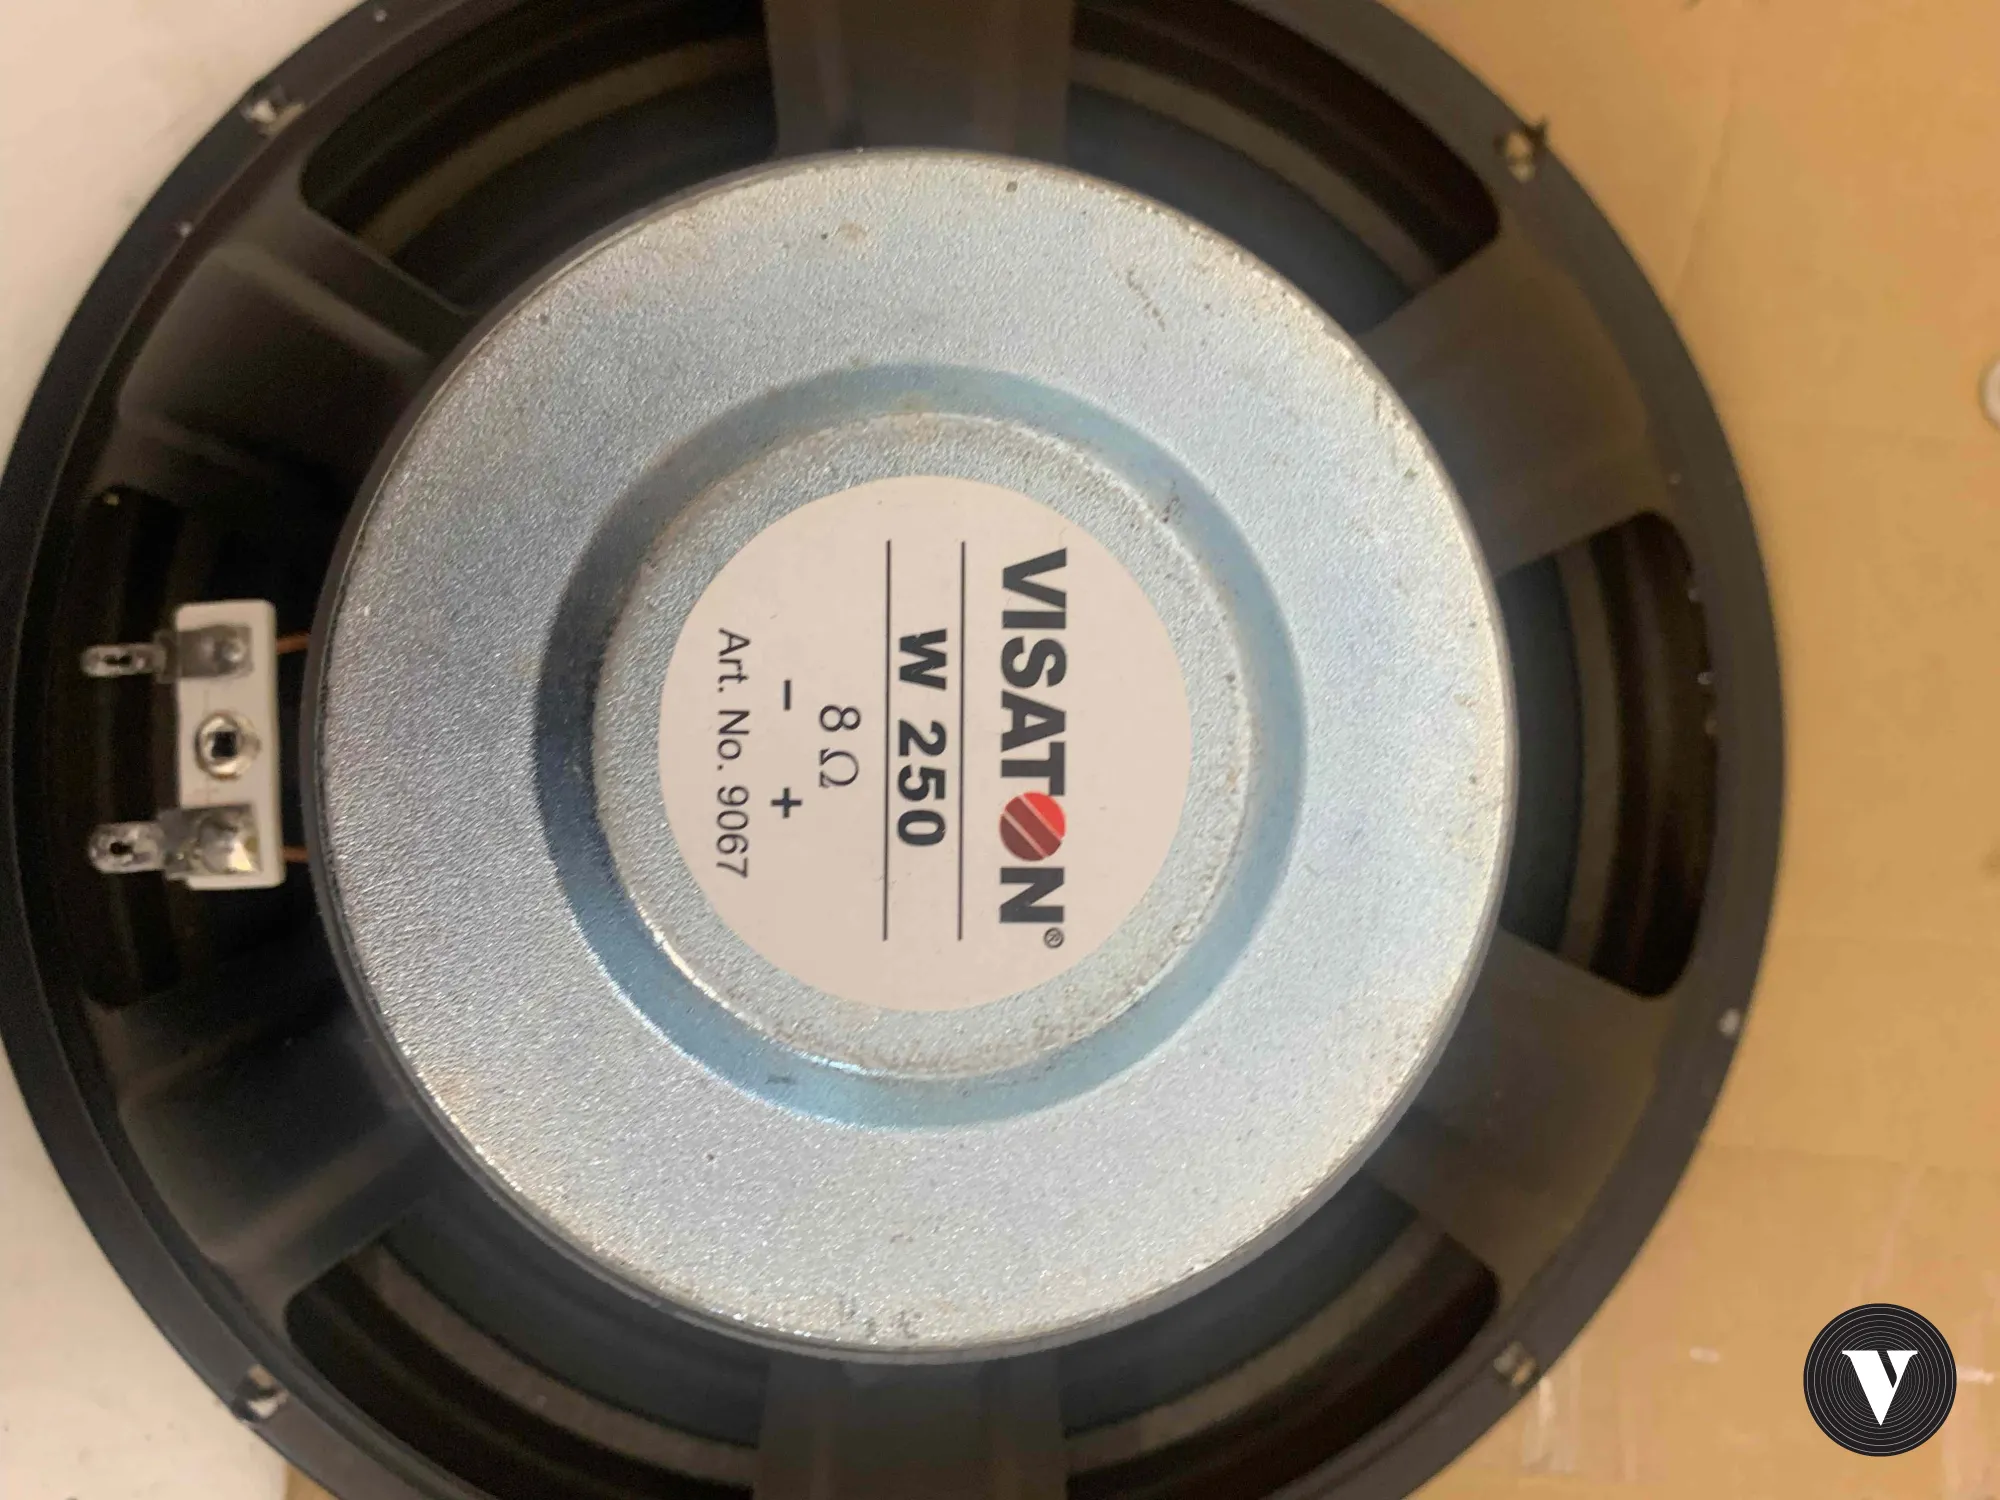 VISATON®
W 250
8 Ω
− +
Art. No. 9067
V